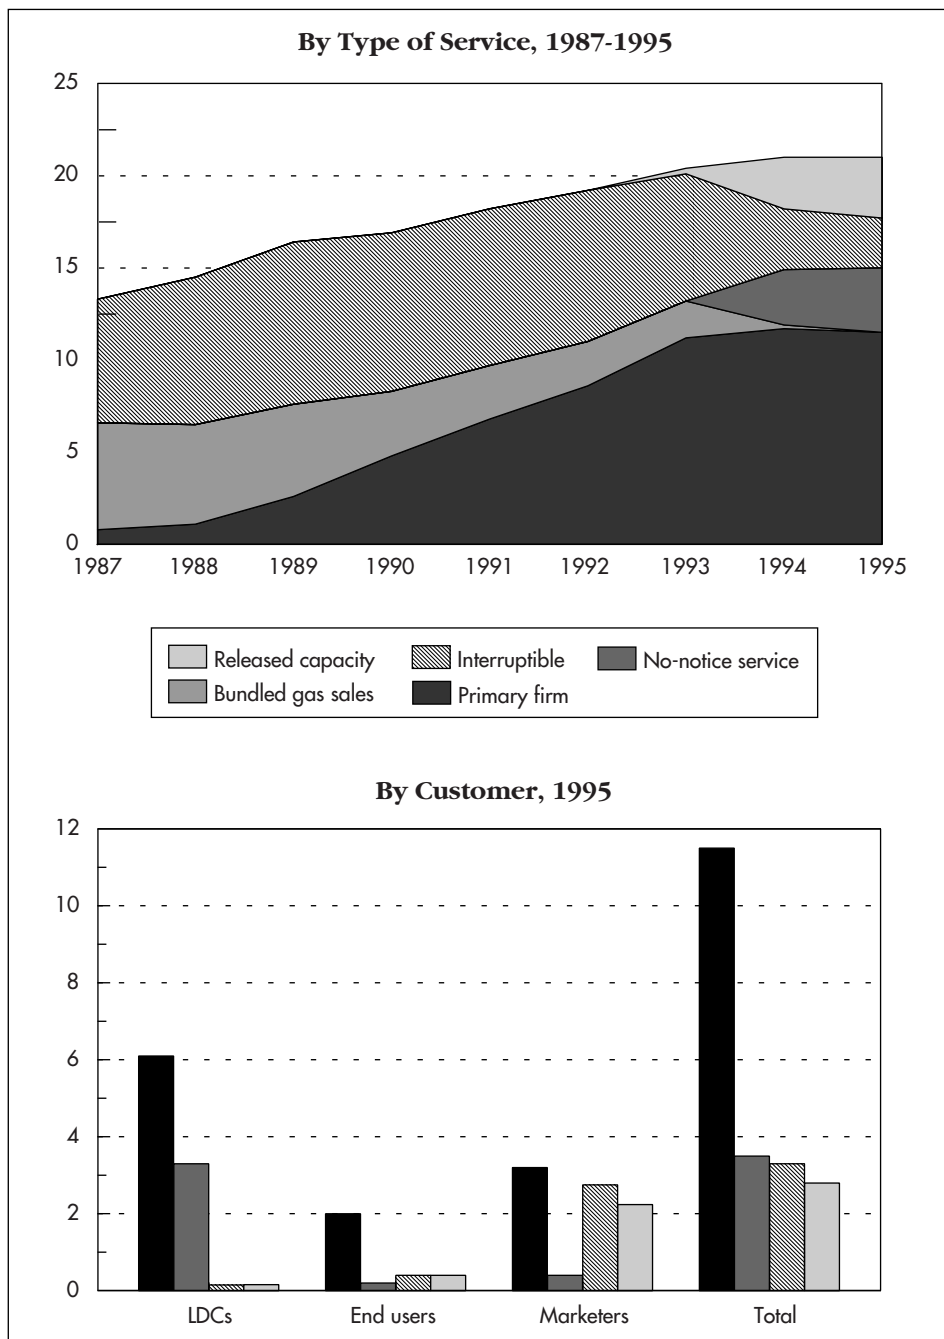 By Type of Service, 1987-1995
25
20
15
10
5
0
1987 1988 1989 1990 1991 1992 1993 1994 1995
Released capacity Interruptible No-notice service
Bundled gas sales Primary firm
By Customer, 1995
12
10
8
6
4
2
0
LDCs End users Marketers Total